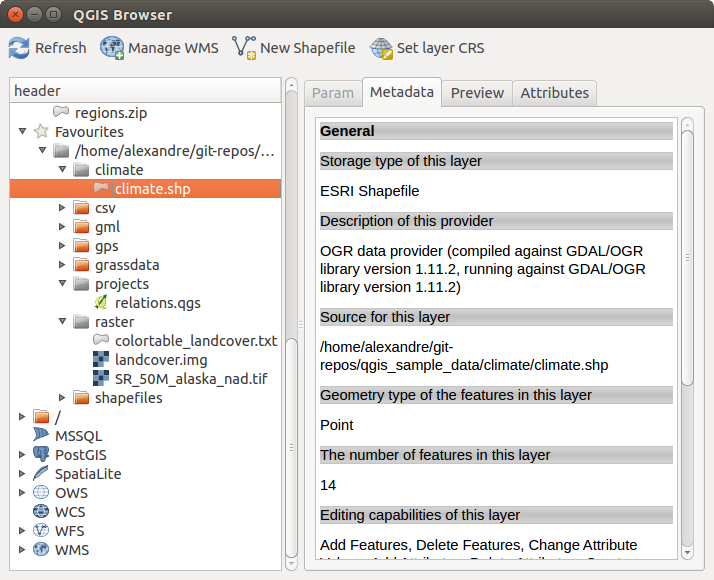 QGIS Browser
Refresh Manage WMS New Shapefile Set layer CRS
header
regions.zip
Favourites
/home/alexandre/git-repos/...
climate
climate.shp
csv
gml
gps
grassdata
projects
relations.qgs
raster
colortable_landcover.txt
landcover.img
SR_50M_alaska_nad.tif
shapefiles
/
MSSQL
PostGIS
SpatiaLite
OWS
WCS
WFS
WMS
Param Metadata Preview Attributes
General
Storage type of this layer
ESRI Shapefile
Description of this provider
OGR data provider (compiled against GDAL/OGR
library version 1.11.2, running against GDAL/OGR
library version 1.11.2)
Source for this layer
/home/alexandre/git-
repos/qgis_sample_data/climate/climate.shp
Geometry type of the features in this layer
Point
The number of features in this layer
14
Editing capabilities of this layer
Add Features, Delete Features, Change Attribute